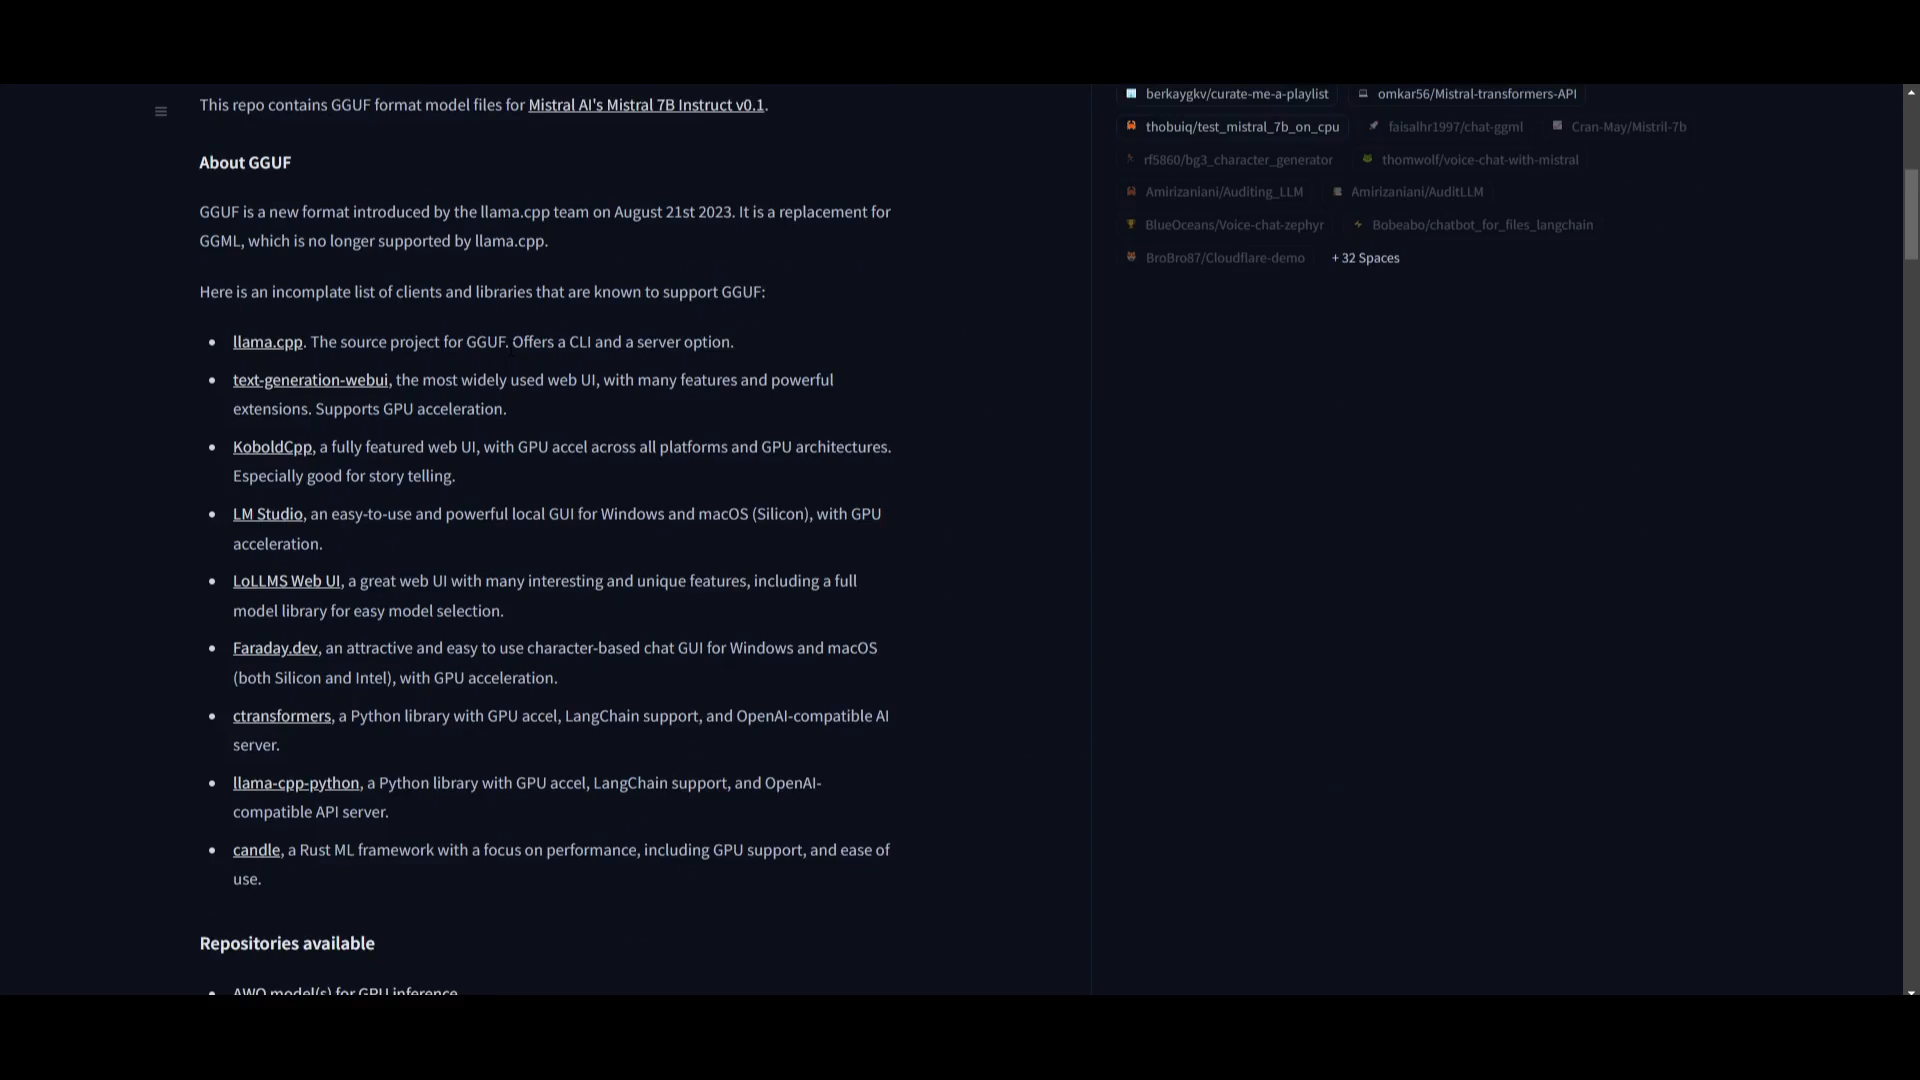 This repo contains GGUF format model files for Mistral AI's Mistral 7B Instruct v0.1.
About GGUF
GGUF is a new format introduced by the llama.cpp team on August 21st 2023. It is a replacement for
GGML, which is no longer supported by llama.cpp.
Here is an incomplate list of clients and libraries that are known to support GGUF:
llama.cpp. The source project for GGUF. Offers a CLI and a server option.
text-generation-webui, the most widely used web UI, with many features and powerful
extensions. Supports GPU acceleration.
KoboldCpp, a fully featured web UI, with GPU accel across all platforms and GPU architectures.
Especially good for story telling.
LM Studio, an easy-to-use and powerful local GUI for Windows and macOS (Silicon), with GPU
acceleration.
LoLLMS Web UI, a great web UI with many interesting and unique features, including a full
model library for easy model selection.
Faraday.dev, an attractive and easy to use character-based chat GUI for Windows and macOS
(both Silicon and Intel), with GPU acceleration.
ctransformers, a Python library with GPU accel, LangChain support, and OpenAI-compatible AI
server.
llama-cpp-python, a Python library with GPU accel, LangChain support, and OpenAI-
compatible API server.
candle, a Rust ML framework with a focus on performance, including GPU support, and ease of
use.
Repositories available
AWQ model(s) for GPU inference.
berkaygkv/curate-me-a-playlist omkar56/Mistral-transformers-API
thobuiq/test_mistral_7b_on_cpu faisalhr1997/chat-ggml Cran-May/Mistril-7b
rf5860/bg3_character_generator thomwolf/voice-chat-with-mistral
Amirizaniani/Auditing_LLM Amirizaniani/AuditLLM
BlueOceans/Voice-chat-zephyr Bobeabo/chatbot_for_files_langchain
BroBro87/Cloudflare-demo + 32 Spaces